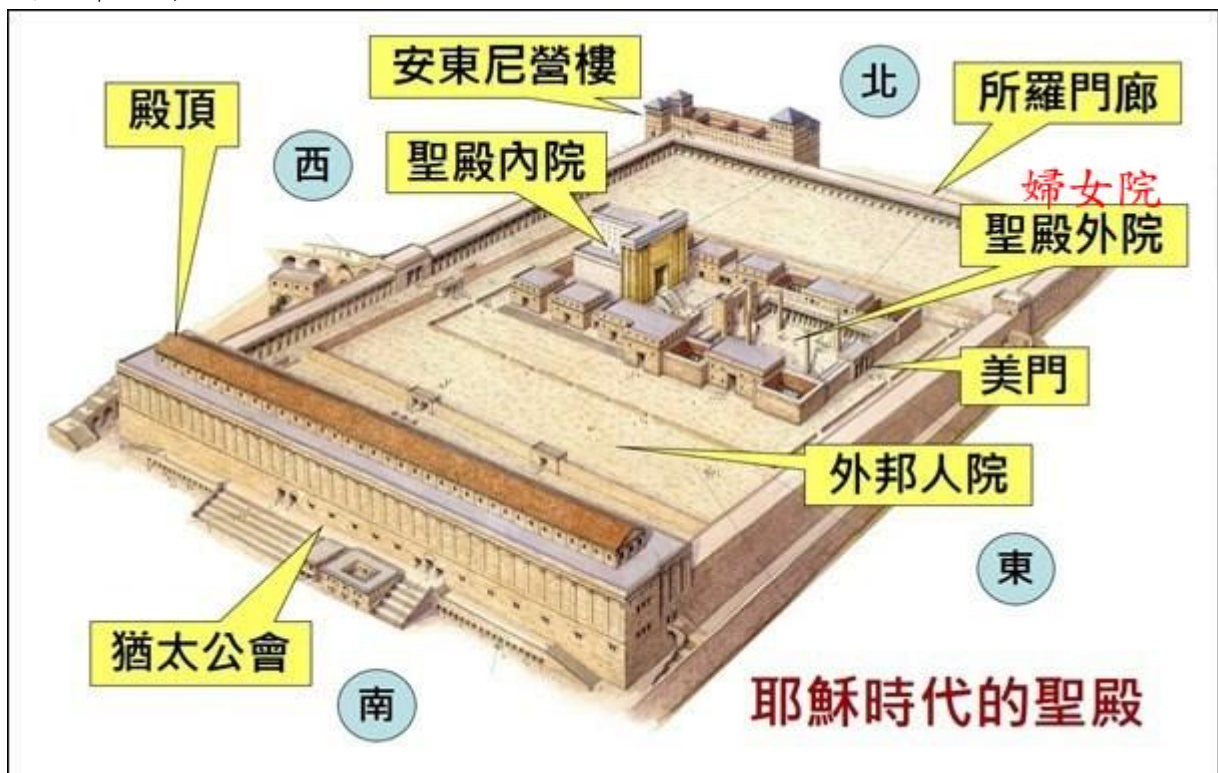 安東尼營樓
北
所羅門廊
殿頂
西
聖殿內院
婦女院
聖殿外院
美門
外邦人院
東
猶太公會
南
耶穌時代的聖殿